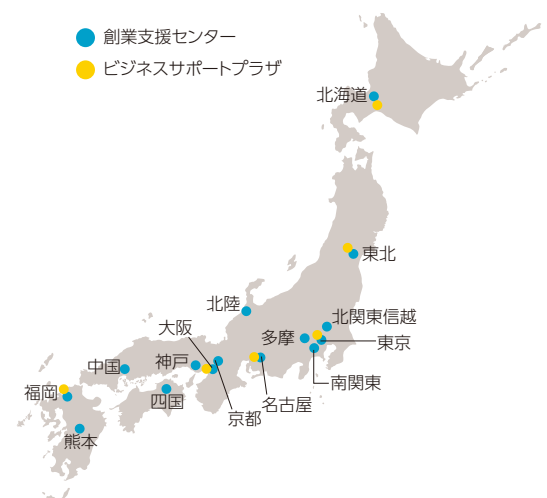 創業支援センター
ビジネスサポートプラザ
北海道
東北
北陸
北関東信越
大阪
多摩
東京
神戸
中国
南関東
福岡
四国
名古屋
京都
熊本